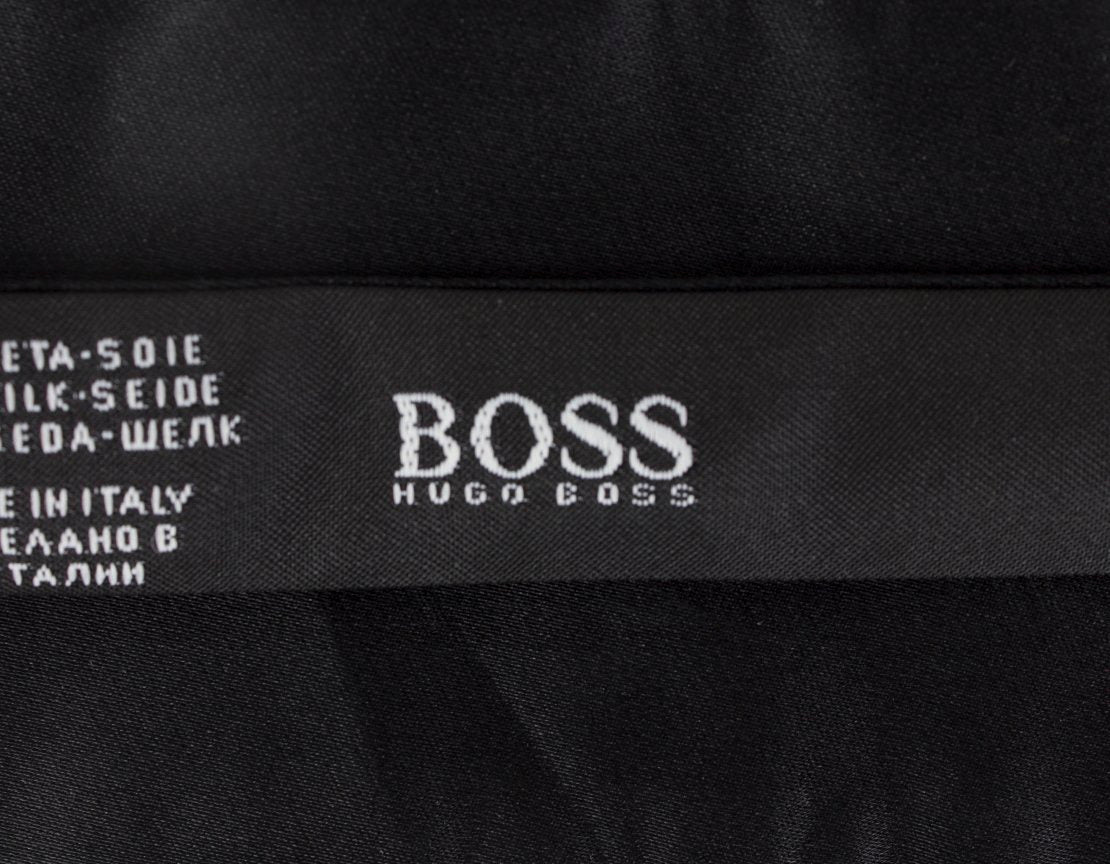 ETA-SOIE
ILK-SEIDE
EDA-ШЕЛК
E IN ITALY
ЕЛАНО В
ТАЛИИ
BOSS
HUGO BOSS